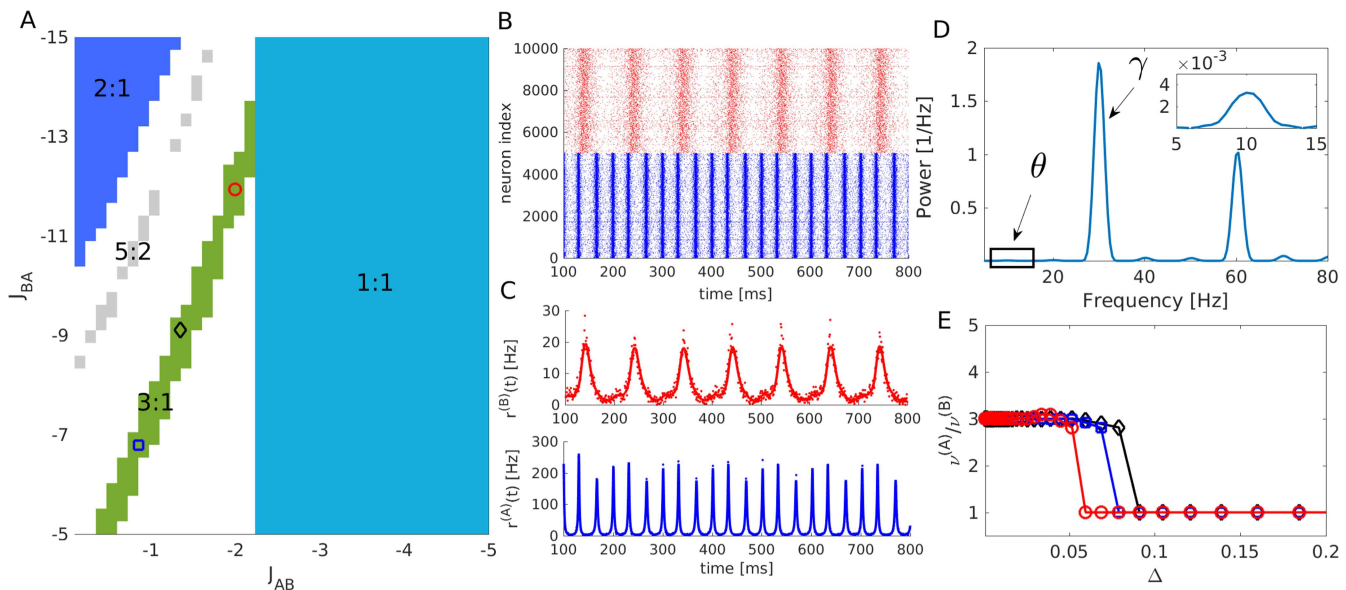 A
-15
-13
-11
-9
-7
-5
J_BA
2:1
5:2
3:1
1:1
-1
-2
-3
-4
-5
J_AB
B
10000
8000
6000
4000
2000
0
neuron index
100 200 300 400 500 600 700 800
time [ms]
C
30
20
10
0
r^(B)(t) [Hz]
100 200 300 400 500 600 700 800
300
200
100
0
r^(A)(t) [Hz]
100 200 300 400 500 600 700 800
time [ms]
D
2
1.5
1
0.5
Power [1/Hz]
θ
γ
×10^-3
4
2
5 10 15
20 40 60 80
Frequency [Hz]
E
5
4
3
2
1
ν^(A)/ν^(B)
0.05 0.1 0.15 0.2
Δ